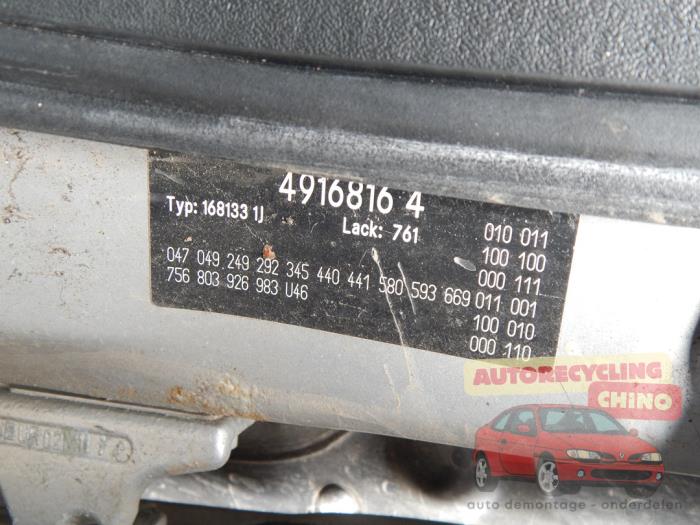 4916816 4
Typ: 168133 1J
Lack: 761
047 049 249 292 345 440 441 580 593 669
756 803 926 983 U46
010 011
100 100
000 111
011 001
100 010
000 110
AUTORECYCLING
CHINO
auto demontage - onderdelen